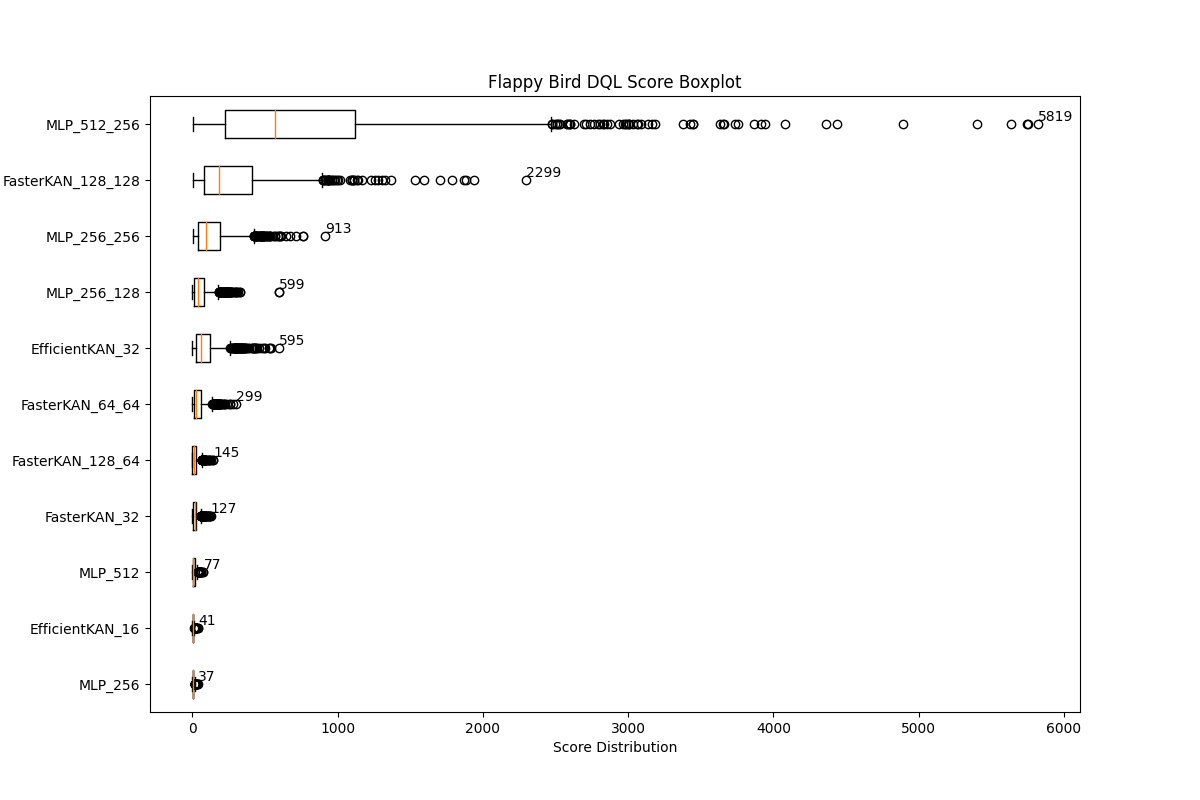 Flappy Bird DQL Score Boxplot
MLP_512_256
5819
FasterKAN_128_128
2299
MLP_256_256
913
MLP_256_128
599
EfficientKAN_32
595
FasterKAN_64_64
299
FasterKAN_128_64
145
FasterKAN_32
127
MLP_512
77
EfficientKAN_16
41
MLP_256
37
0 1000 2000 3000 4000 5000 6000
Score Distribution